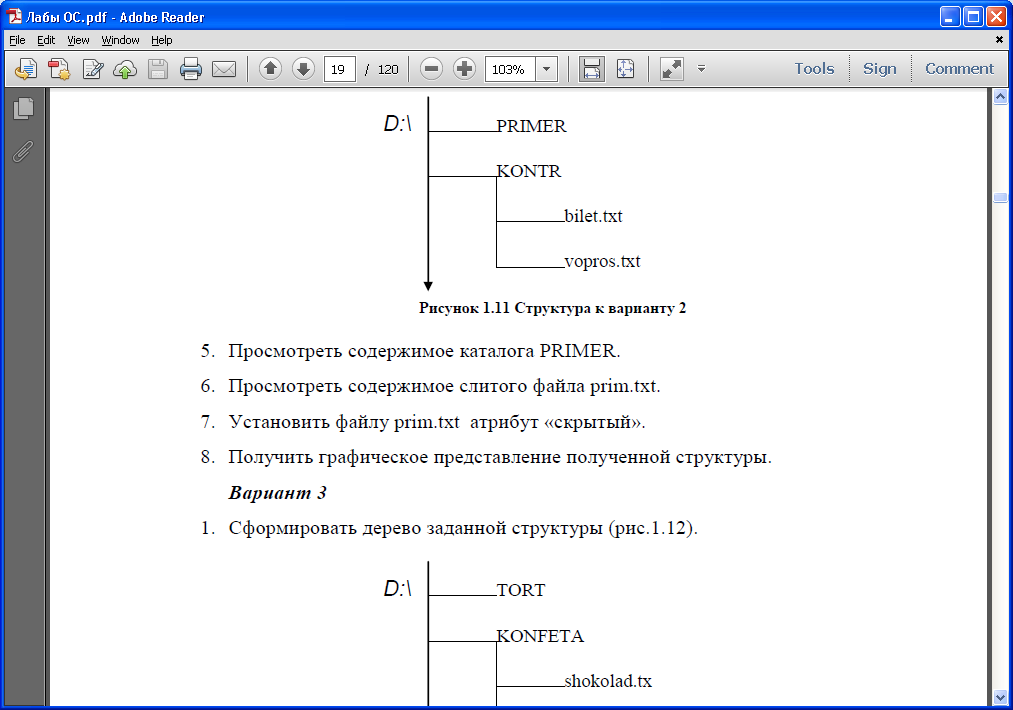 Лабы ОС.pdf - Adobe Reader
File Edit View Window Help
19 / 120 103% Tools Sign Comment
D:\ PRIMER
KONTR
bilet.txt
vopros.txt
Рисунок 1.11 Структура к варианту 2
5. Просмотреть содержимое каталога PRIMER.
6. Просмотреть содержимое слитого файла prim.txt.
7. Установить файлу prim.txt атрибут «скрытый».
8. Получить графическое представление полученной структуры.
Вариант 3
1. Сформировать дерево заданной структуры (рис.1.12).
D:\ TORT
KONFETA
shokolad.tx